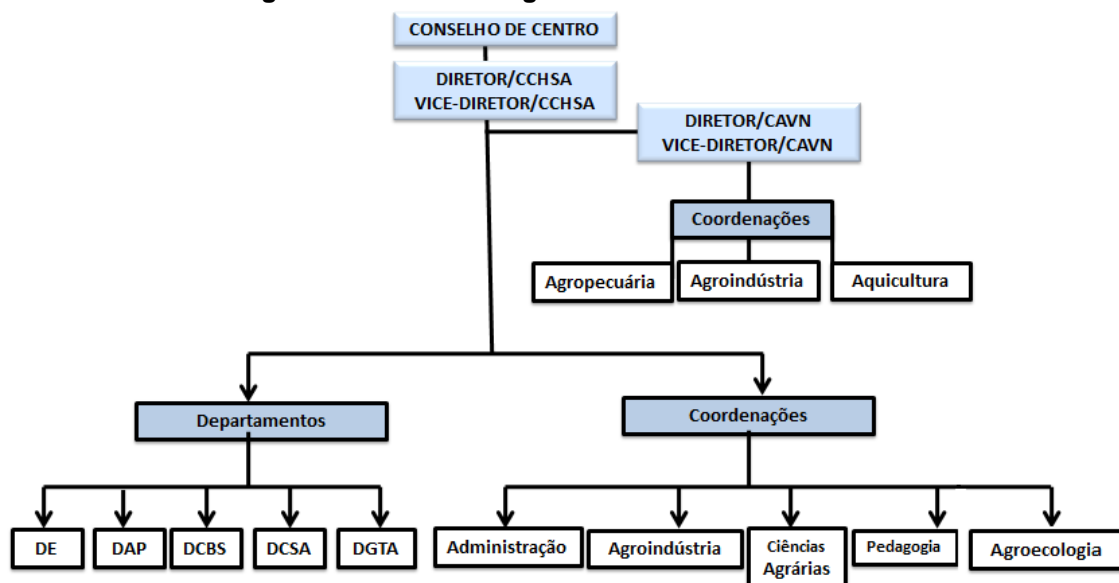 CONSELHO DE CENTRO
DIRETOR/CCHSA
VICE-DIRETOR/CCHSA
DIRETOR/CAVN
VICE-DIRETOR/CAVN
Coordenações
Agropecuária
Agroindústria
Aquicultura
Departamentos
Coordenações
DE
DAP
DCBS
DCSA
DGTA
Administração
Agroindústria
Ciências
Agrárias
Pedagogia
Agroecologia